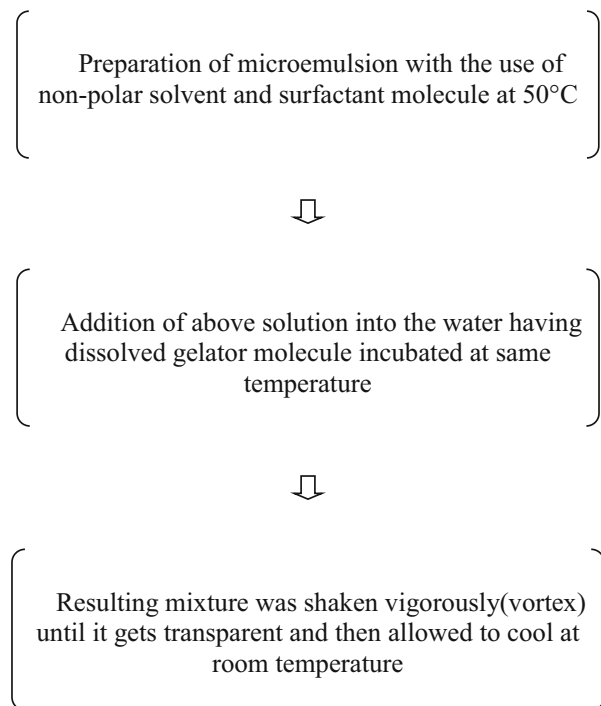 Preparation of microemulsion with the use of
non-polar solvent and surfactant molecule at 50°C
Addition of above solution into the water having
dissolved gelator molecule incubated at same
temperature
Resulting mixture was shaken vigorously(vortex)
until it gets transparent and then allowed to cool at
room temperature